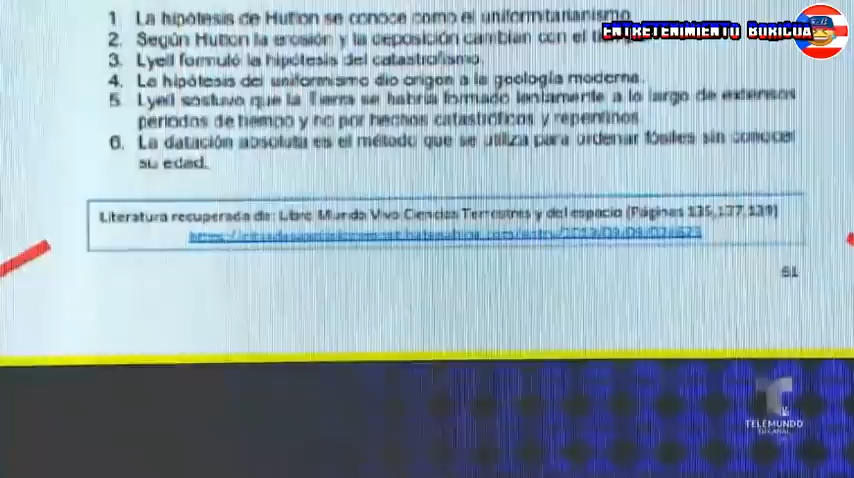 1. La hipótesis de Hutton se conoce como el uniformitarianismo.
ENTRETENIMIENTO BORICUA
2. Según Hutton la erosión y la deposición cambian con el
3. Lyell formuló la hipótesis del catastrofismo.
4. La hipótesis del uniformismo dio origen a la geología moderna.
5. Lyell sostuvo que la Tierra se habría formado lentamente a lo largo de extensos
periodos de tiempo y no por hechos catastróficos y repentinos.
6. La datación absoluta es el método que se utiliza para ordenar fósiles sin conocer
su edad.
Literatura recuperada de: Libro Mundo Vivo Ciencias Terrestres y del espacio (Páginas 135,137,139)
51
TELEMUNDO
TU CANAL